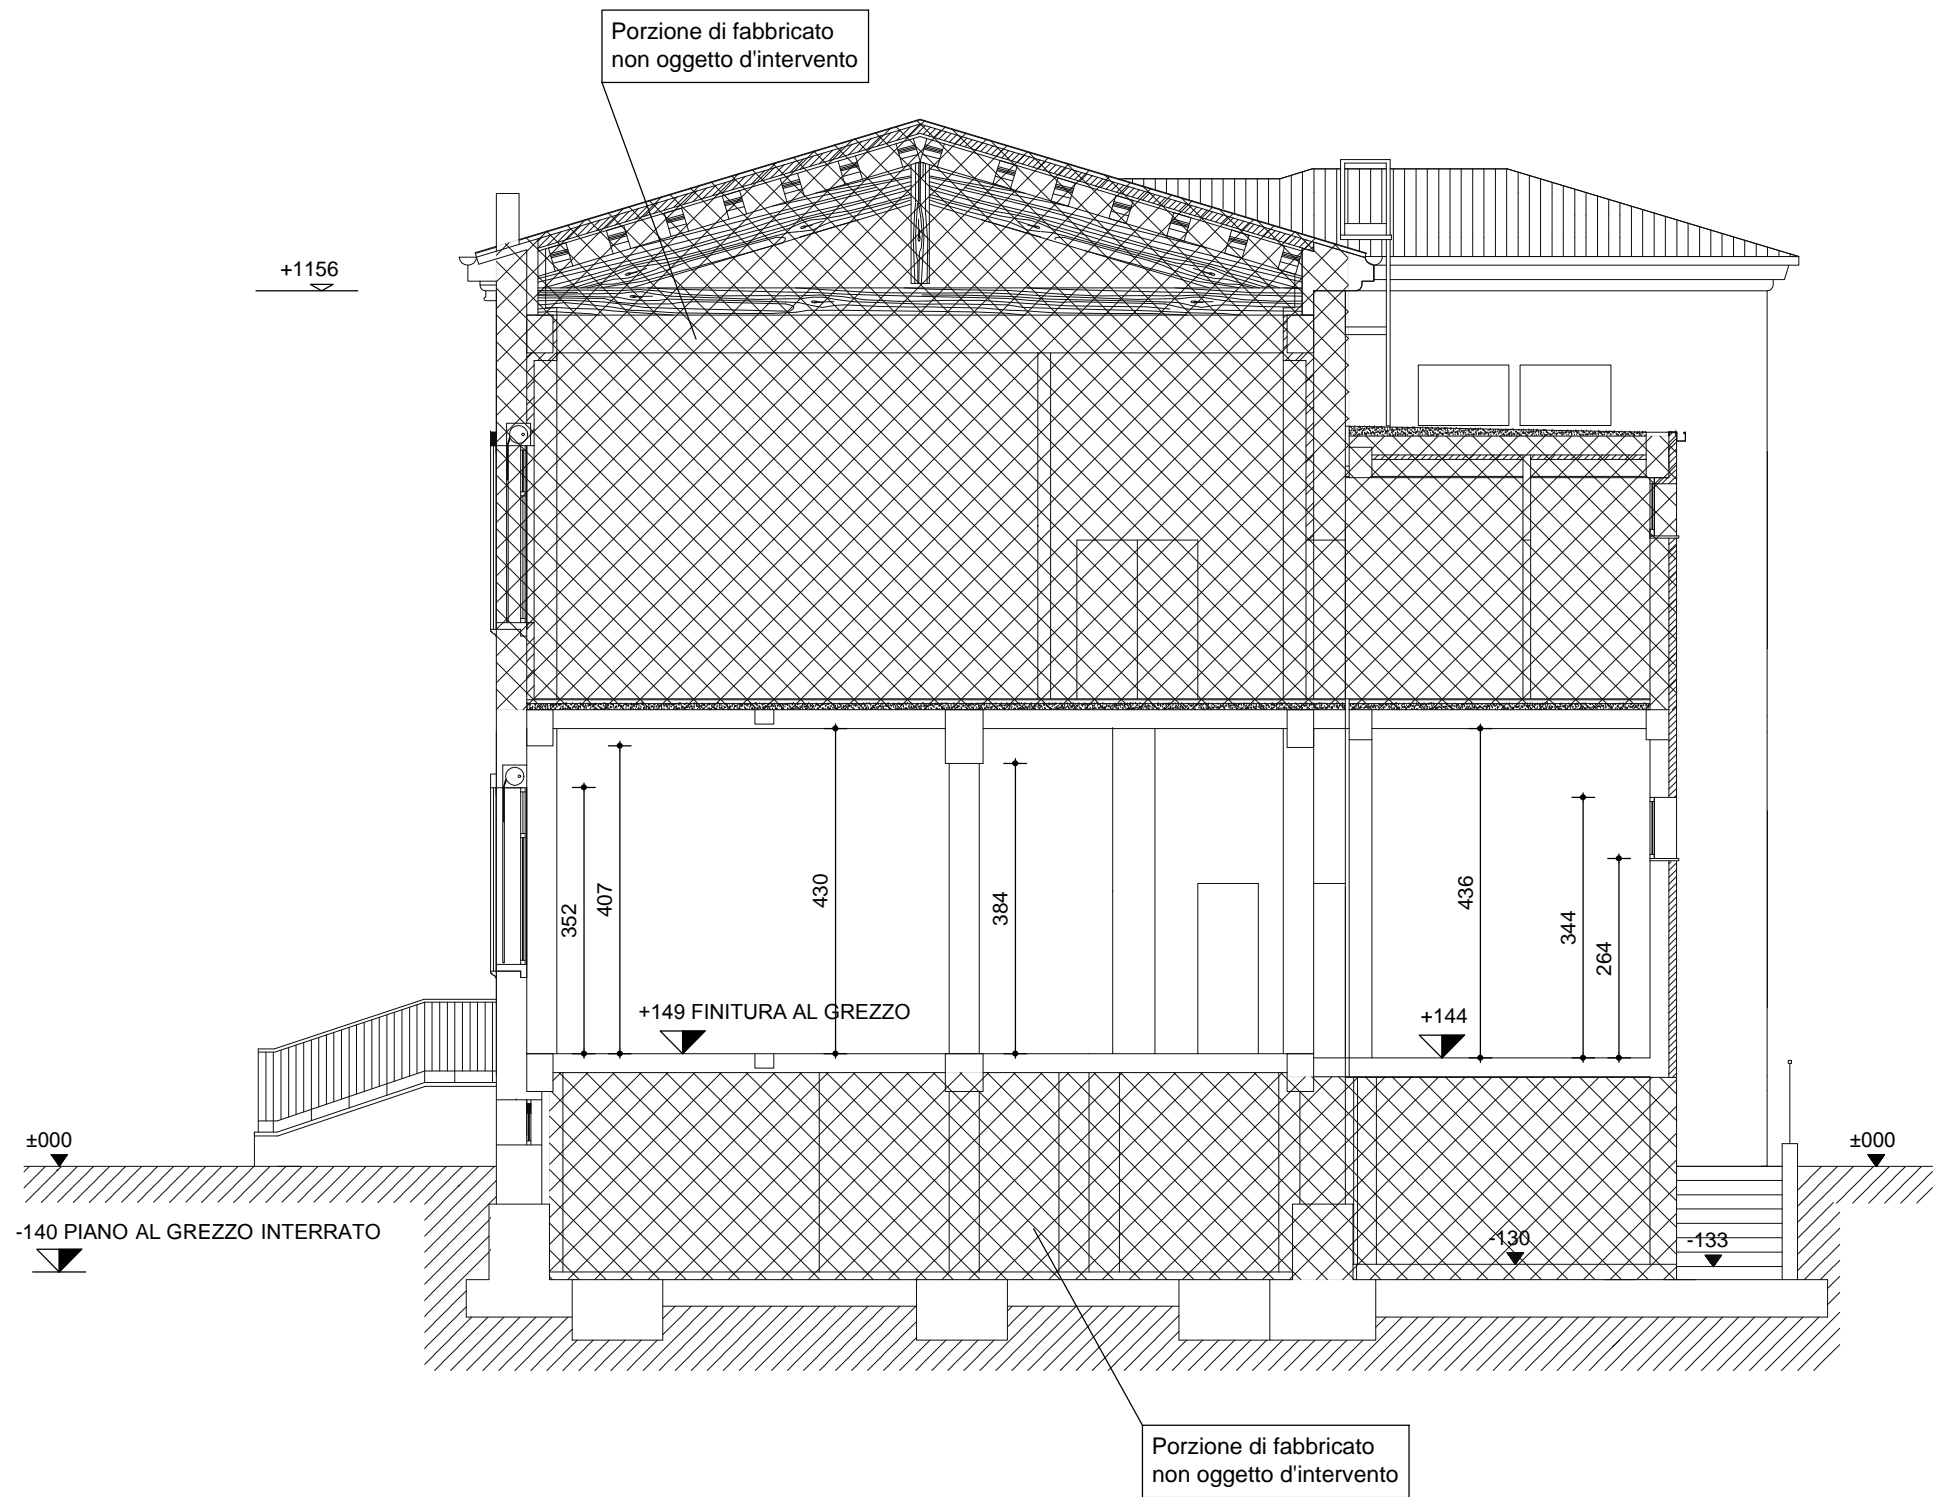 Porzione di fabbricato
non oggetto d'intervento
+1156
352
407
430
384
436
344
264
+149 FINITURA AL GREZZO
+144
±000
±000
-140 PIANO AL GREZZO INTERRATO
-130
-133
Porzione di fabbricato
non oggetto d'intervento